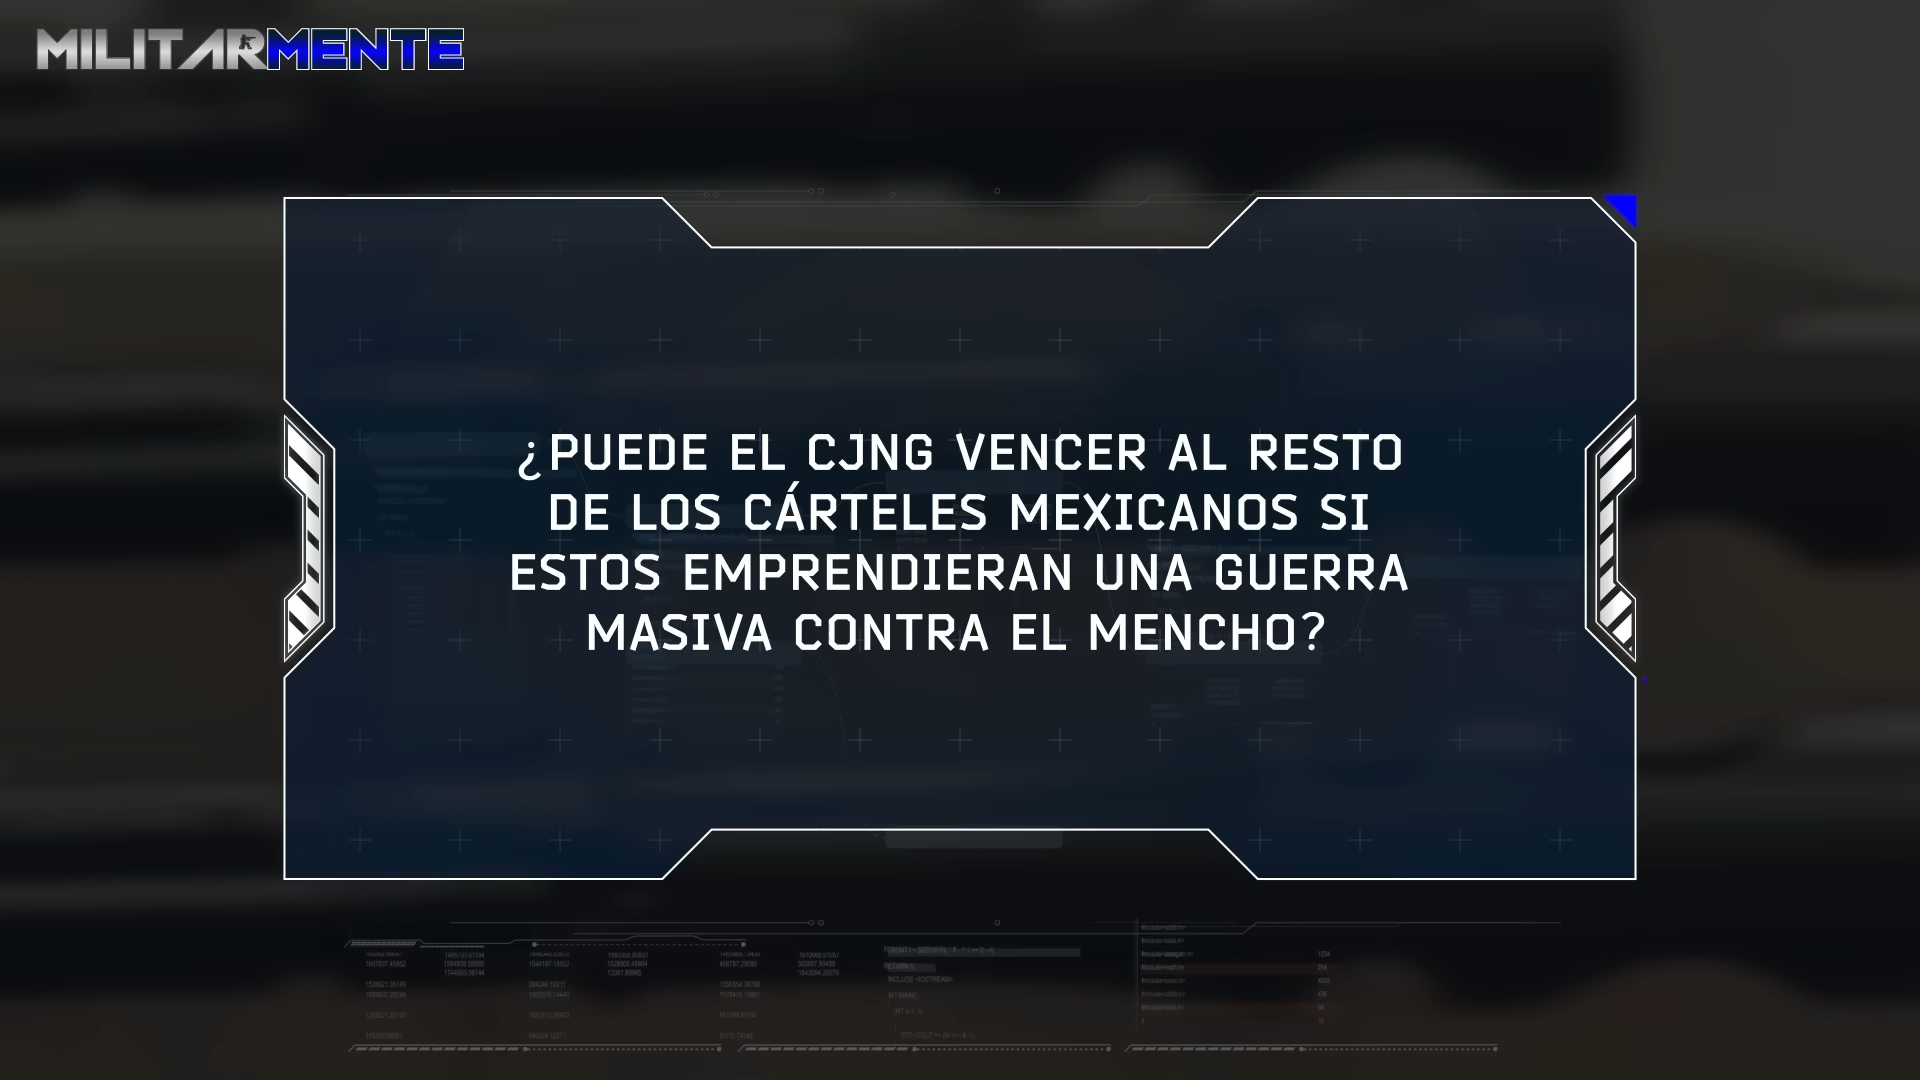 MILITARMENTE
¿PUEDE EL CJNG VENCER AL RESTO
DE LOS CÁRTELES MEXICANOS SI
ESTOS EMPRENDIERAN UNA GUERRA
MASIVA CONTRA EL MENCHO?